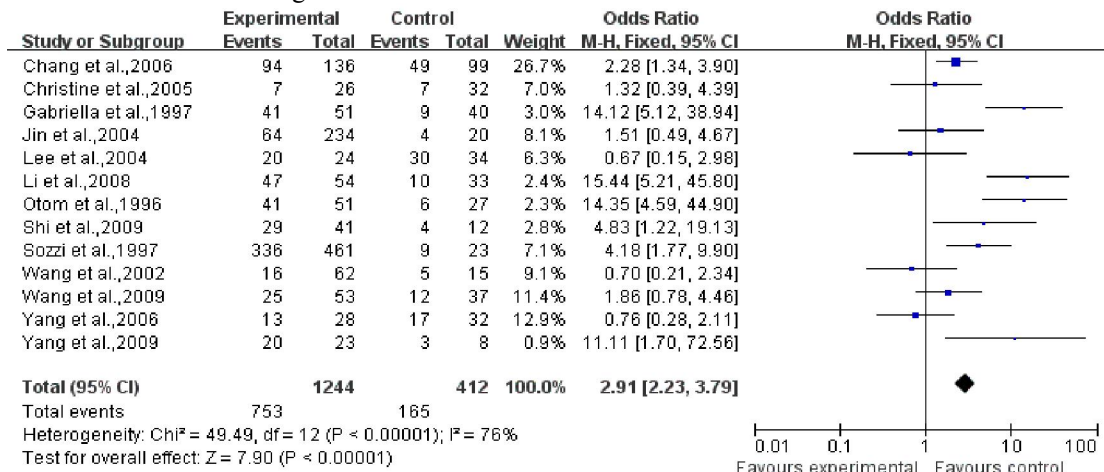 Experimental Control Odds Ratio Odds Ratio
Study or Subgroup Events Total Events Total Weight M-H, Fixed, 95% CI M-H, Fixed, 95% CI
Chang et al.,2006 94 136 49 99 26.7% 2.28 [1.34, 3.90]
Christine et al.,2005 7 26 7 32 7.0% 1.32 [0.39, 4.39]
Gabriella et al.,1997 41 51 9 40 3.0% 14.12 [5.12, 38.94]
Jin et al.,2004 64 234 4 20 8.1% 1.51 [0.49, 4.67]
Lee et al.,2004 20 24 30 34 6.3% 0.67 [0.15, 2.98]
Li et al.,2008 47 54 10 33 2.4% 15.44 [5.21, 45.80]
Otom et al.,1996 41 51 6 27 2.3% 14.35 [4.59, 44.90]
Shi et al.,2009 29 41 4 12 2.8% 4.83 [1.22, 19.13]
Sozzi et al.,1997 336 461 9 23 7.1% 4.18 [1.77, 9.90]
Wang et al.,2002 16 62 5 15 9.1% 0.70 [0.21, 2.34]
Wang et al.,2009 25 53 12 37 11.4% 1.86 [0.78, 4.46]
Yang et al.,2006 13 28 17 32 12.9% 0.76 [0.28, 2.11]
Yang et al.,2009 20 23 3 8 0.9% 11.11 [1.70, 72.56]
Total (95% CI) 1244 412 100.0% 2.91 [2.23, 3.79]
Total events 753 165
Heterogeneity: Chi² = 49.49, df = 12 (P < 0.00001); I² = 76%
Test for overall effect: Z = 7.90 (P < 0.00001)
0.01 0.1 1 10 100
Favours experimental Favours control